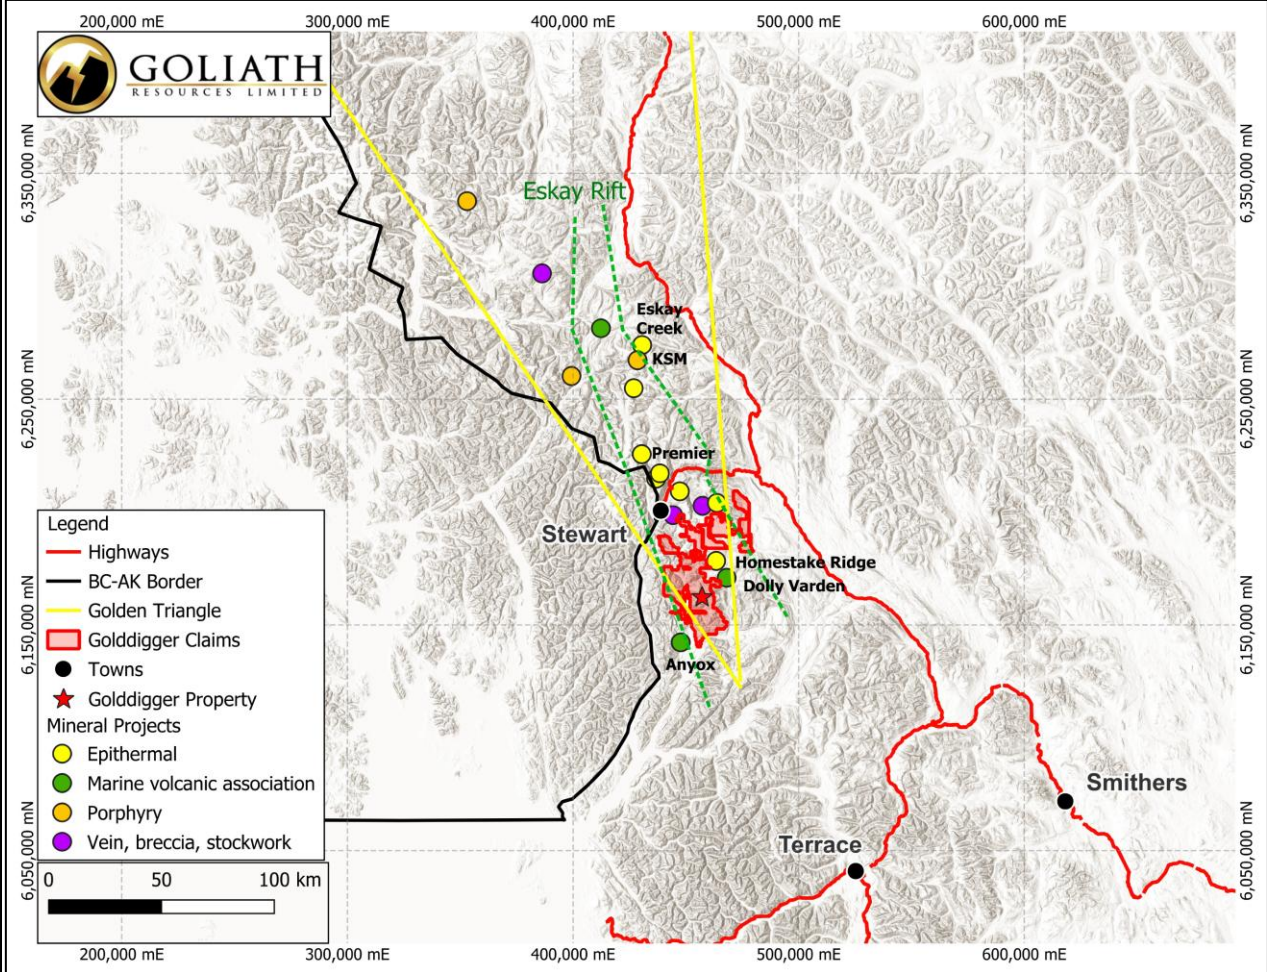 200,000 mE
300,000 mE
400,000 mE
500,000 mE
600,000 mE
GOLIATH
RESOURCES LIMITED
6,350,000 mN
6,350,000 mN
Eskay Rift
Eskay
Creek
KSM
6,250,000 mN
6,250,000 mN
Premier
Stewart
Homestake Ridge
Dolly Varden
Anyox
6,150,000 mN
6,150,000 mN
Legend
Highways
BC-AK Border
Golden Triangle
Golddigger Claims
Towns
Golddigger Property
Mineral Projects
Epithermal
Marine volcanic association
Porphyry
Vein, breccia, stockwork
Smithers
Terrace
6,050,000 mN
6,050,000 mN
0 50 100 km
200,000 mE
300,000 mE
400,000 mE
500,000 mE
600,000 mE